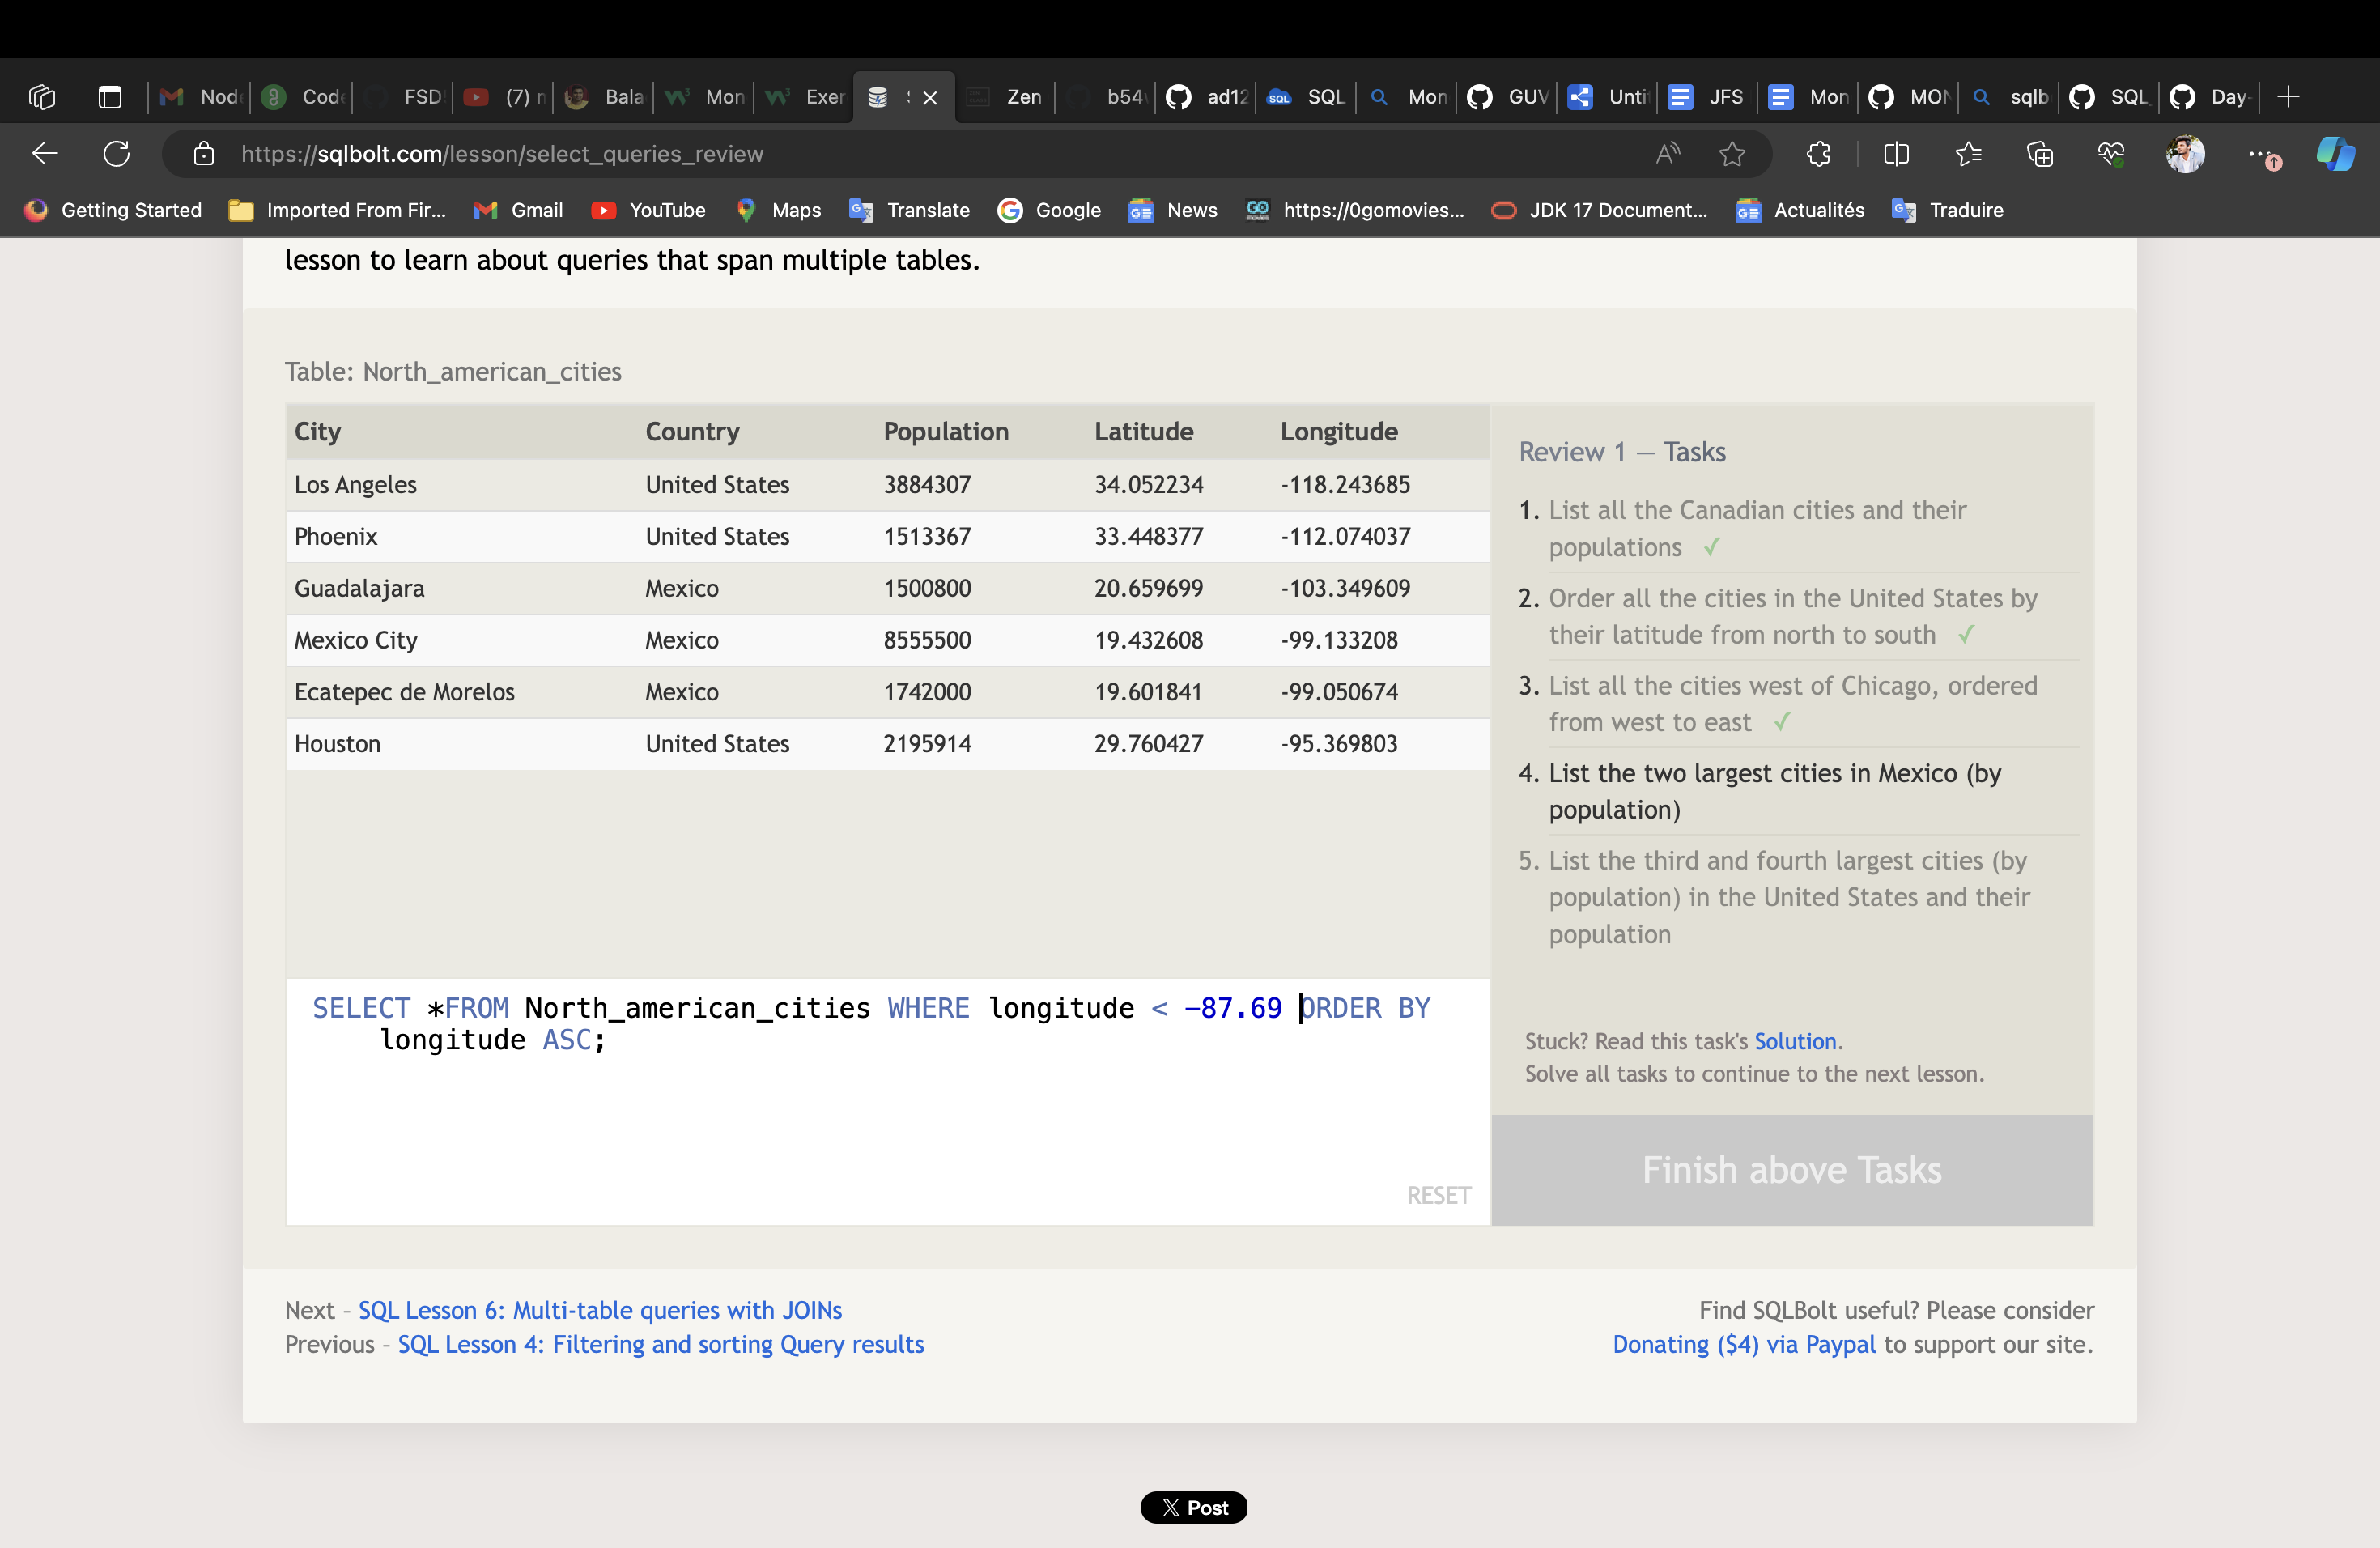 Node
Code
FSD
(7) n
Bala
Mon
Exer
Zen
b54
ad12
SQL
Mon
GUV
Unti
JFS
Mon
MON
sqlb
SQL
Day-
https://sqlbolt.com/lesson/select_queries_review
Getting Started
Imported From Fir...
Gmail
YouTube
Maps
Translate
Google
News
https://0gomovies...
JDK 17 Document...
Actualités
Traduire
lesson to learn about queries that span multiple tables.
Table: North_american_cities
City Country Population Latitude Longitude
Los Angeles United States 3884307 34.052234 -118.243685
Phoenix United States 1513367 33.448377 -112.074037
Guadalajara Mexico 1500800 20.659699 -103.349609
Mexico City Mexico 8555500 19.432608 -99.133208
Ecatepec de Morelos Mexico 1742000 19.601841 -99.050674
Houston United States 2195914 29.760427 -95.369803
SELECT *FROM North_american_cities WHERE longitude < -87.69 ORDER BY
longitude ASC;
RESET
Review 1 — Tasks
1. List all the Canadian cities and their
populations ✓
2. Order all the cities in the United States by
their latitude from north to south ✓
3. List all the cities west of Chicago, ordered
from west to east ✓
4. List the two largest cities in Mexico (by
population)
5. List the third and fourth largest cities (by
population) in the United States and their
population
Stuck? Read this task's Solution.
Solve all tasks to continue to the next lesson.
Finish above Tasks
Next - SQL Lesson 6: Multi-table queries with JOINs
Previous - SQL Lesson 4: Filtering and sorting Query results
Find SQLBolt useful? Please consider
Donating ($4) via Paypal to support our site.
X Post